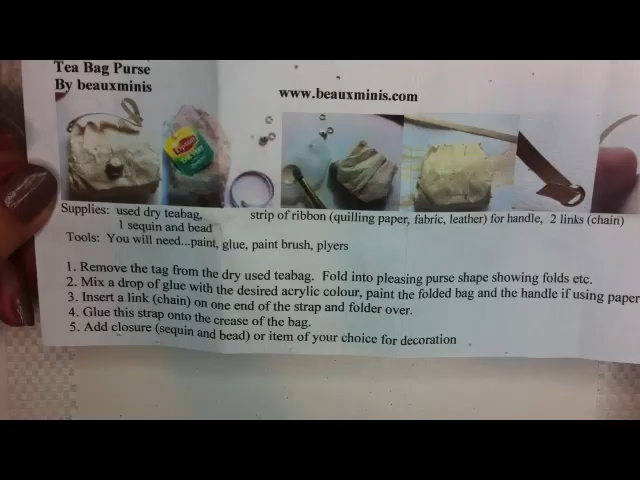 Tea Bag Purse
By beauxminis
www.beauxminis.com
Lipton
Supplies: used dry teabag, strip of ribbon (quilling paper, fabric, leather) for handle, 2 links (chain)
1 sequin and bead
Tools: You will need...paint, glue, paint brush, plyers
1. Remove the tag from the dry used teabag. Fold into pleasing purse shape showing folds etc.
2. Mix a drop of glue with the desired acrylic colour, paint the folded bag and the handle if using paper
3. Insert a link (chain) on one end of the strap and folder over.
4. Glue this strap onto the crease of the bag.
5. Add closure (sequin and bead) or item of your choice for decoration